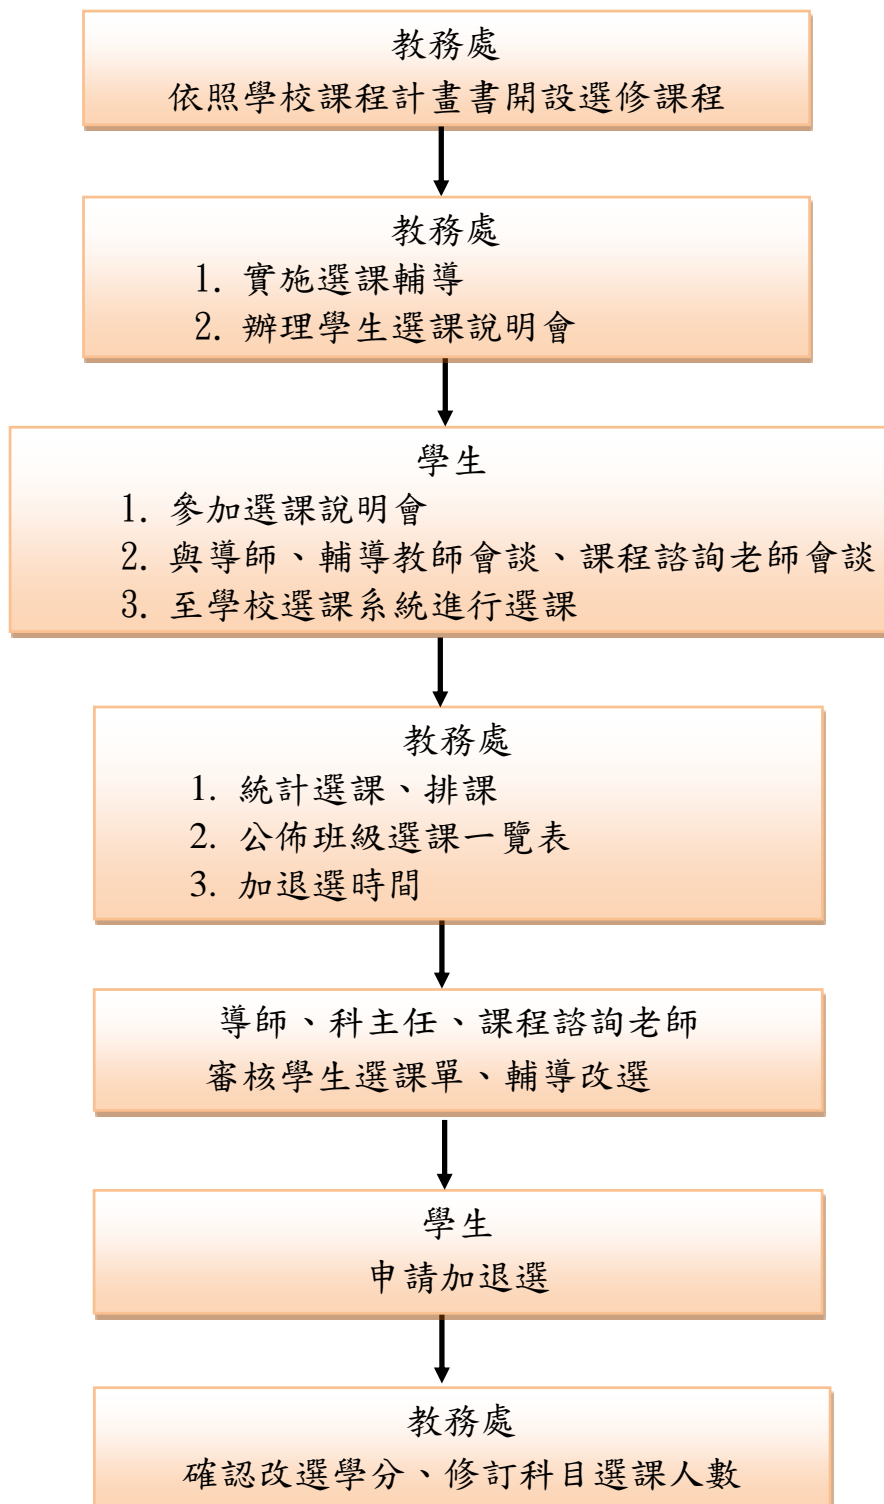 教務處
依照學校課程計畫書開設選修課程
教務處
1. 實施選課輔導
2. 辦理學生選課說明會
學生
1. 參加選課說明會
2. 與導師、輔導教師會談、課程諮詢老師會談
3. 至學校選課系統進行選課
教務處
1. 統計選課、排課
2. 公佈班級選課一覽表
3. 加退選時間
導師、科主任、課程諮詢老師
審核學生選課單、輔導改選
學生
申請加退選
教務處
確認改選學分、修訂科目選課人數